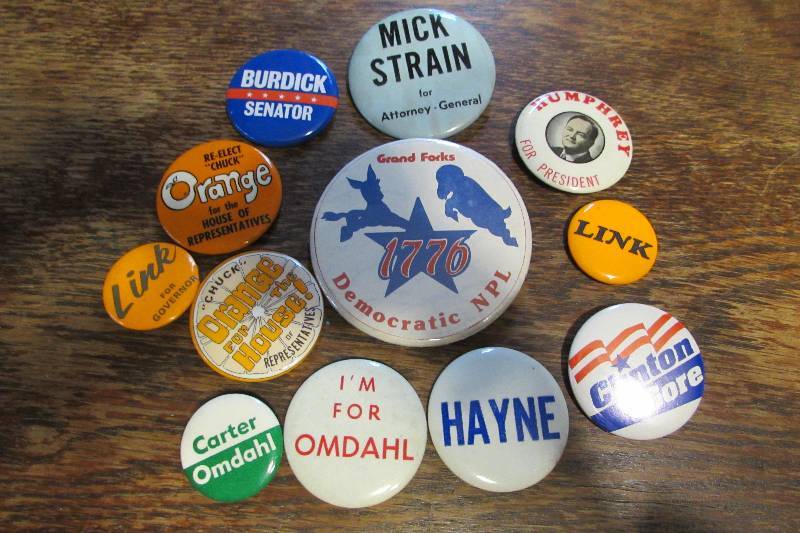 MICK
STRAIN
for
Attorney-General
BURDICK
SENATOR
HUMPHREY
FOR PRESIDENT
RE-ELECT
"CHUCK"
Orange
for the
HOUSE OF
REPRESENTATIVES
Grand Forks
1776
Democratic NPL
LINK
Link
FOR
GOVERNOR
"CHUCK"
Orange
FOR The
House!
OF
REPRESENTATIVES
Clinton
Gore
Carter
Omdahl
I'M
FOR
OMDAHL
HAYNE